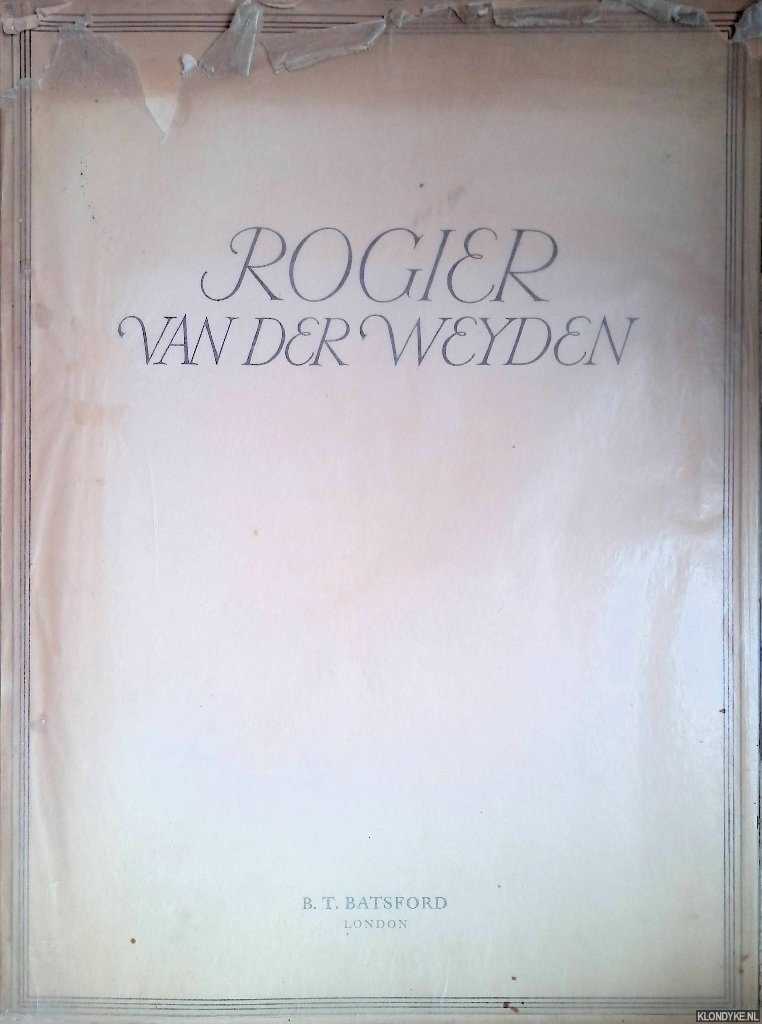 ROGIER
VAN DER WEYDEN
B. T. BATSFORD
LONDON
KLONDYKE.NL